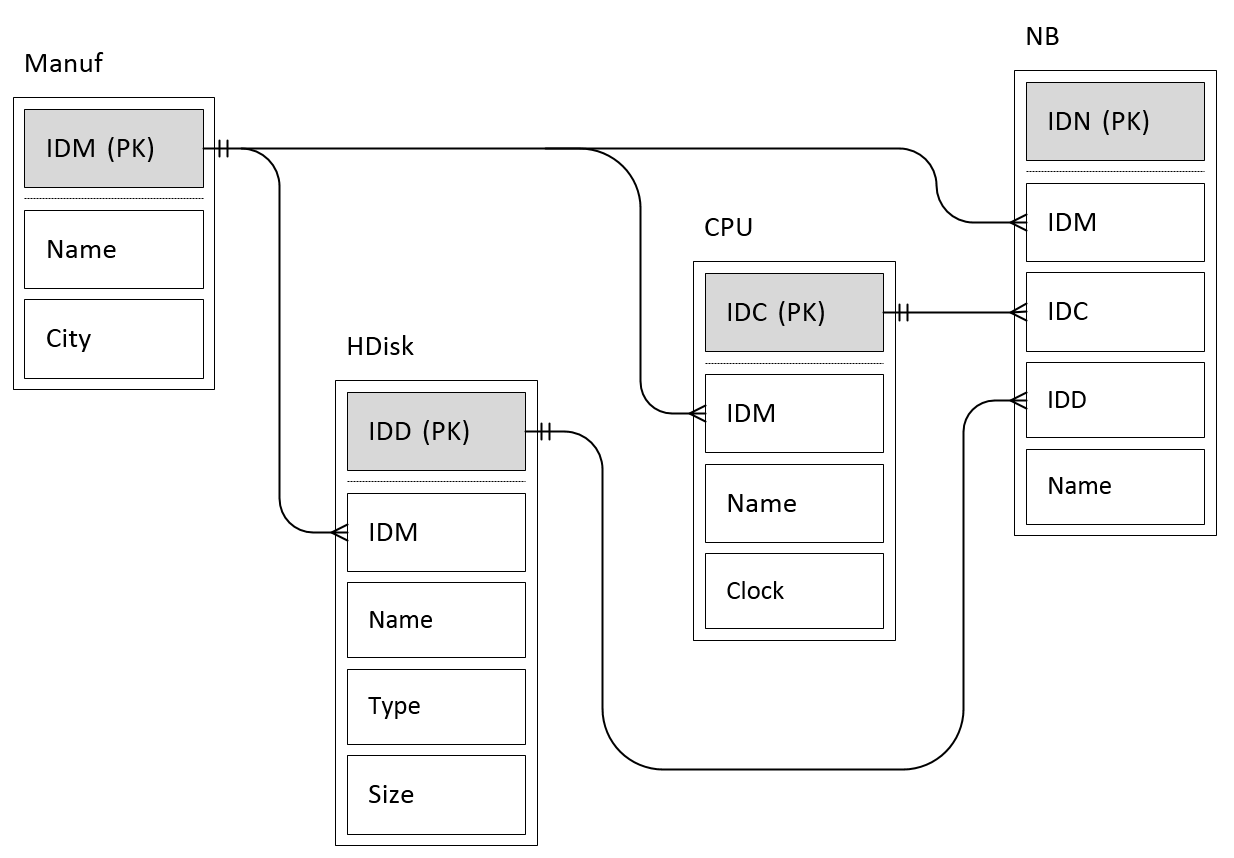 Manuf
IDM (PK)
Name
City
HDisk
IDD (PK)
IDM
Name
Type
Size
CPU
IDC (PK)
IDM
Name
Clock
NB
IDN (PK)
IDM
IDC
IDD
Name